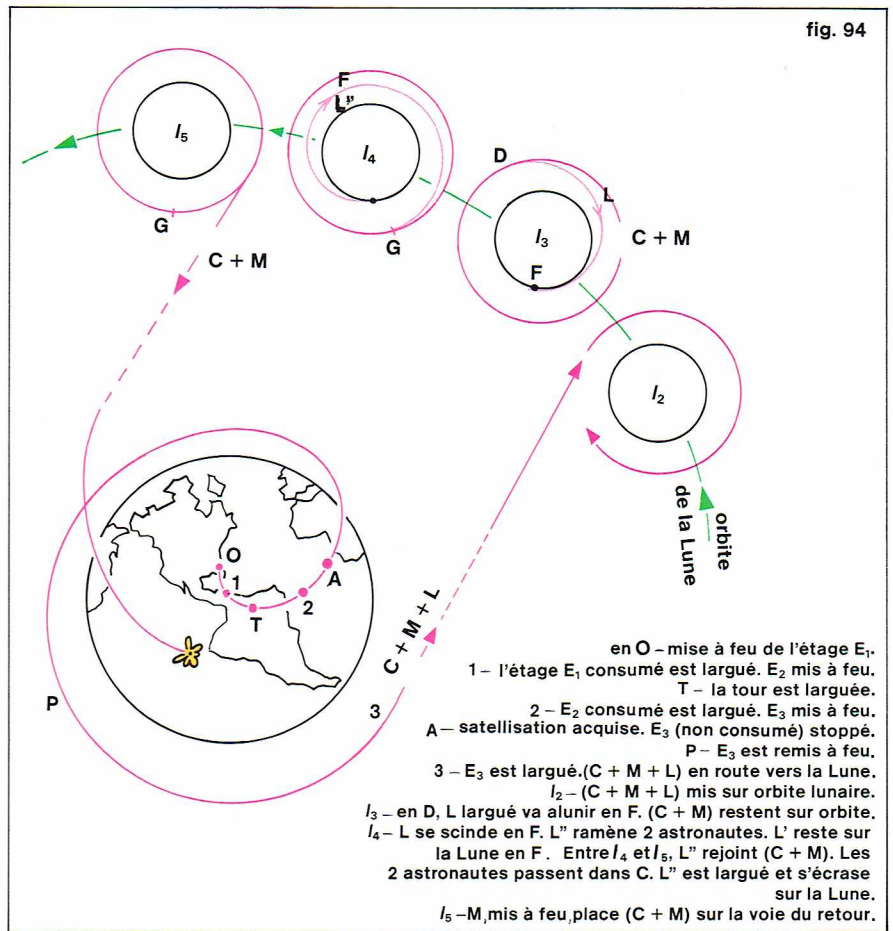 fig. 94
F
L”
l₅
l₄
D
L
G
G
l₃
C + M
C + M
F
l₂
orbite
de la Lune
O
1
A
2
T
C + M + L
P
3
en O – mise à feu de l'étage E₁.
1 – l'étage E₁ consumé est largué. E₂ mis à feu.
T – la tour est larguée.
2 – E₂ consumé est largué. E₃ mis à feu.
A – satellisation acquise. E₃ (non consumé) stoppé.
P – E₃ est remis à feu.
3 – E₃ est largué.(C + M + L) en route vers la Lune.
l₂ – (C + M + L) mis sur orbite lunaire.
l₃ – en D, L largué va alunir en F. (C + M) restent sur orbite.
l₄ – L se scinde en F. L” ramène 2 astronautes. L' reste sur
la Lune en F. Entre l₄ et l₅, L” rejoint (C + M). Les
2 astronautes passent dans C. L” est largué et s'écrase
sur la Lune.
l₅ – M,mis à feu,place (C + M) sur la voie du retour.